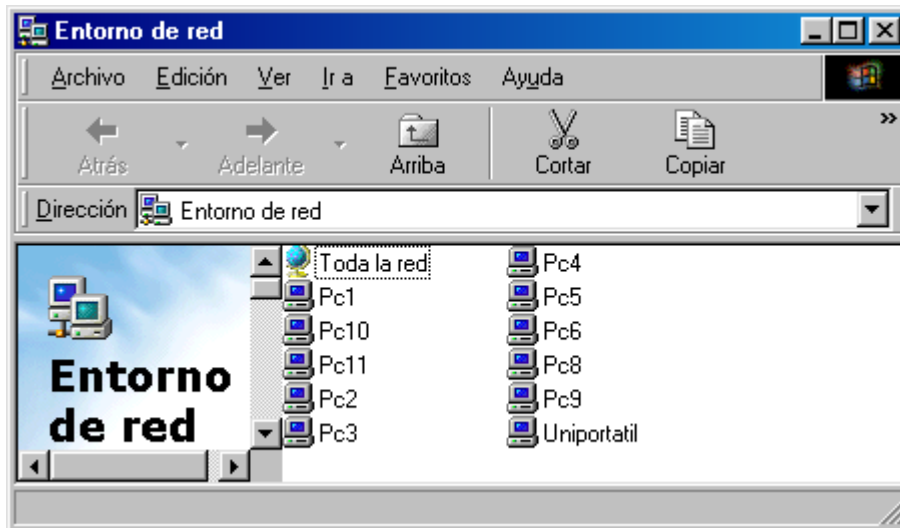 Entorno de red
Archivo Edición Ver Ir a Favoritos Ayuda
Atrás Adelante Arriba Cortar Copiar »
Dirección Entorno de red
Entorno
de red
Toda la red
Pc1
Pc10
Pc11
Pc2
Pc3
Pc4
Pc5
Pc6
Pc8
Pc9
Uniportatil